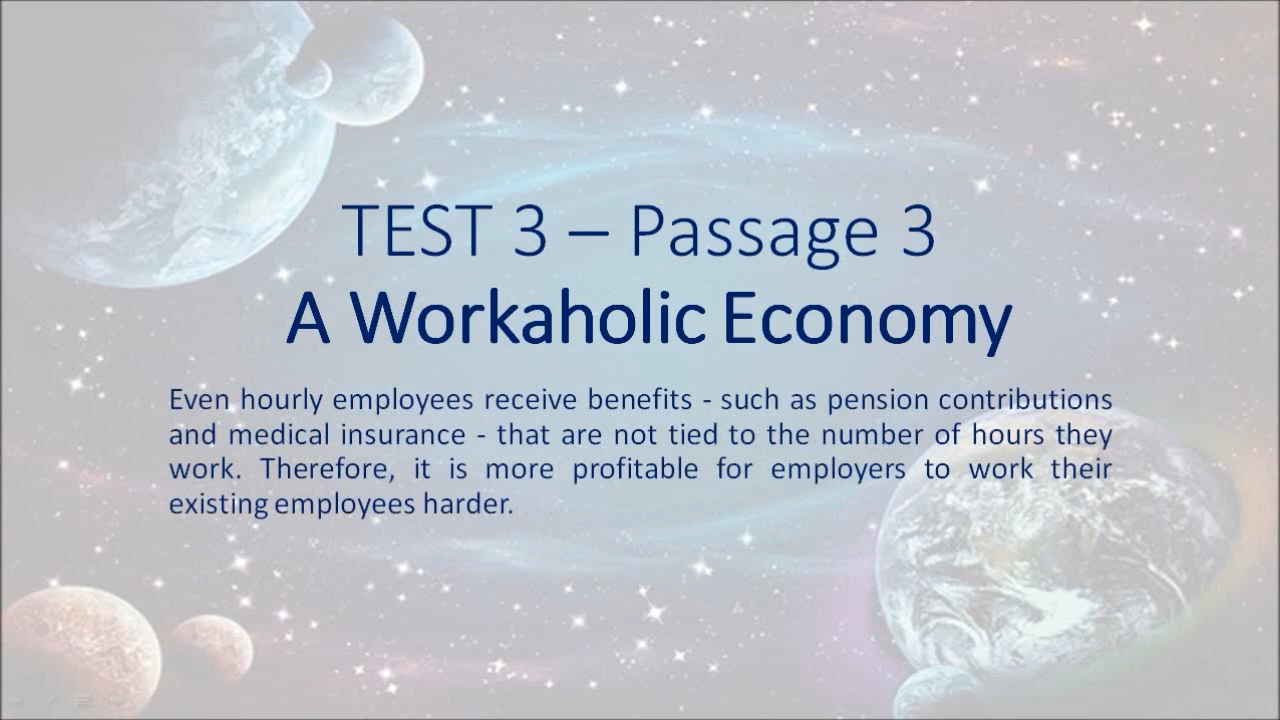 TEST 3 – Passage 3
A Workaholic Economy
Even hourly employees receive benefits - such as pension contributions
and medical insurance - that are not tied to the number of hours they
work. Therefore, it is more profitable for employers to work their
existing employees harder.